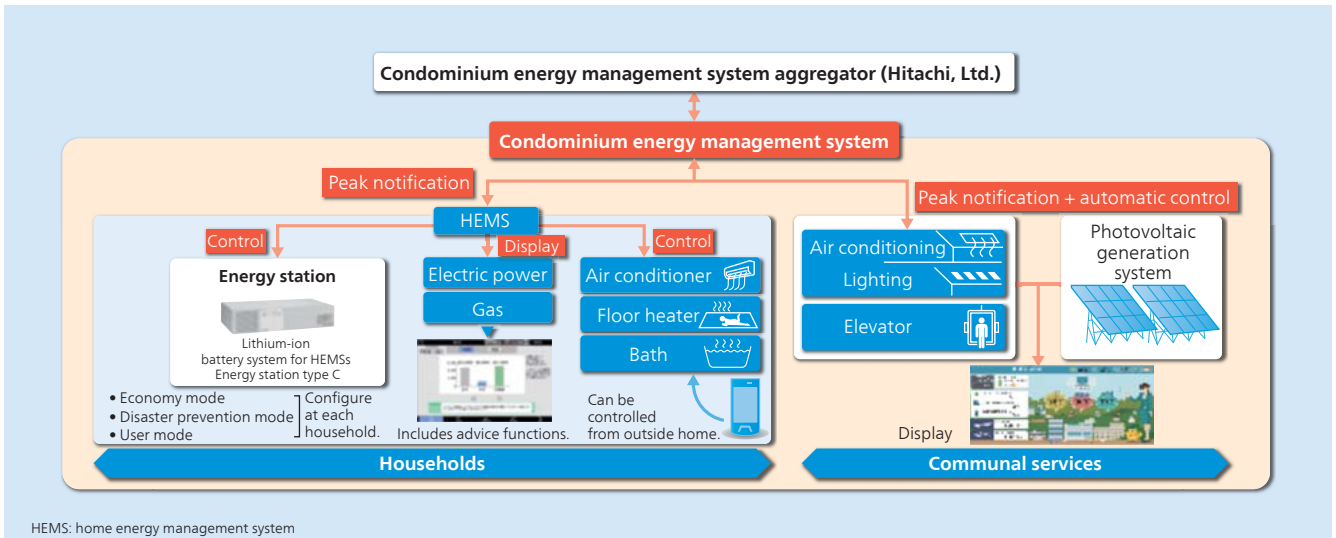 Condominium energy management system aggregator (Hitachi, Ltd.)
Condominium energy management system
Peak notification
Peak notification + automatic control
HEMS
Control
Display
Control
Energy station
Lithium-ion
battery system for HEMSs
Energy station type C
• Economy mode
• Disaster prevention mode
• User mode
Configure
at each
household.
Electric power
Gas
Includes advice functions.
Air conditioner
Floor heater
Bath
Can be
controlled
from outside home.
Households
Air conditioning
Lighting
Elevator
Photovoltaic
generation
system
Display
Communal services
HEMS: home energy management system